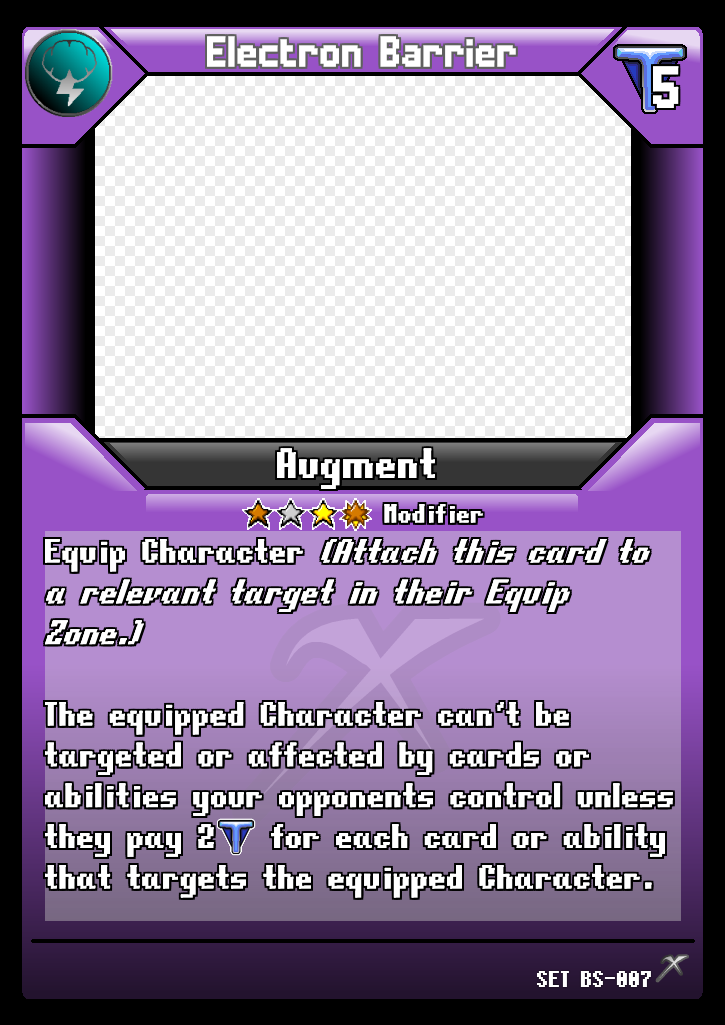 Electron Barrier
T5
Augment
Modifier
Equip Character (Attach this card to
a relevant target in their Equip
Zone.)
The equipped Character can't be
targeted or affected by cards or
abilities your opponents control unless
they pay 2T for each card or ability
that targets the equipped Character.
SET BS-007